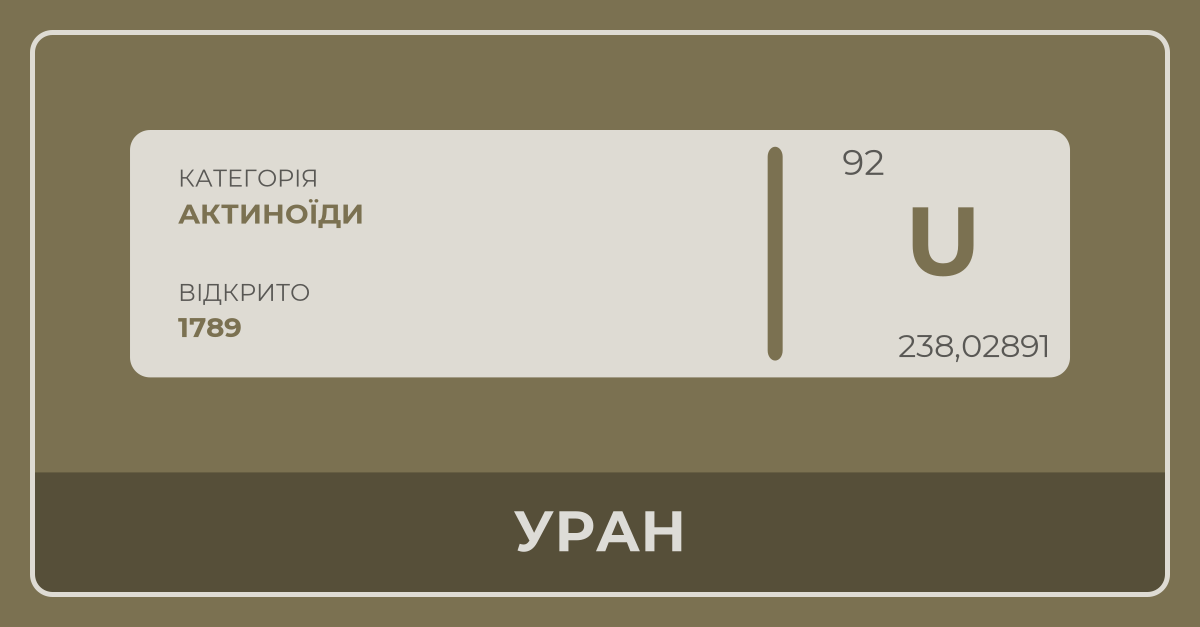 КАТЕГОРІЯ
АКТИНОЇДИ
ВІДКРИТО
1789
92
U
238,02891
УРАН